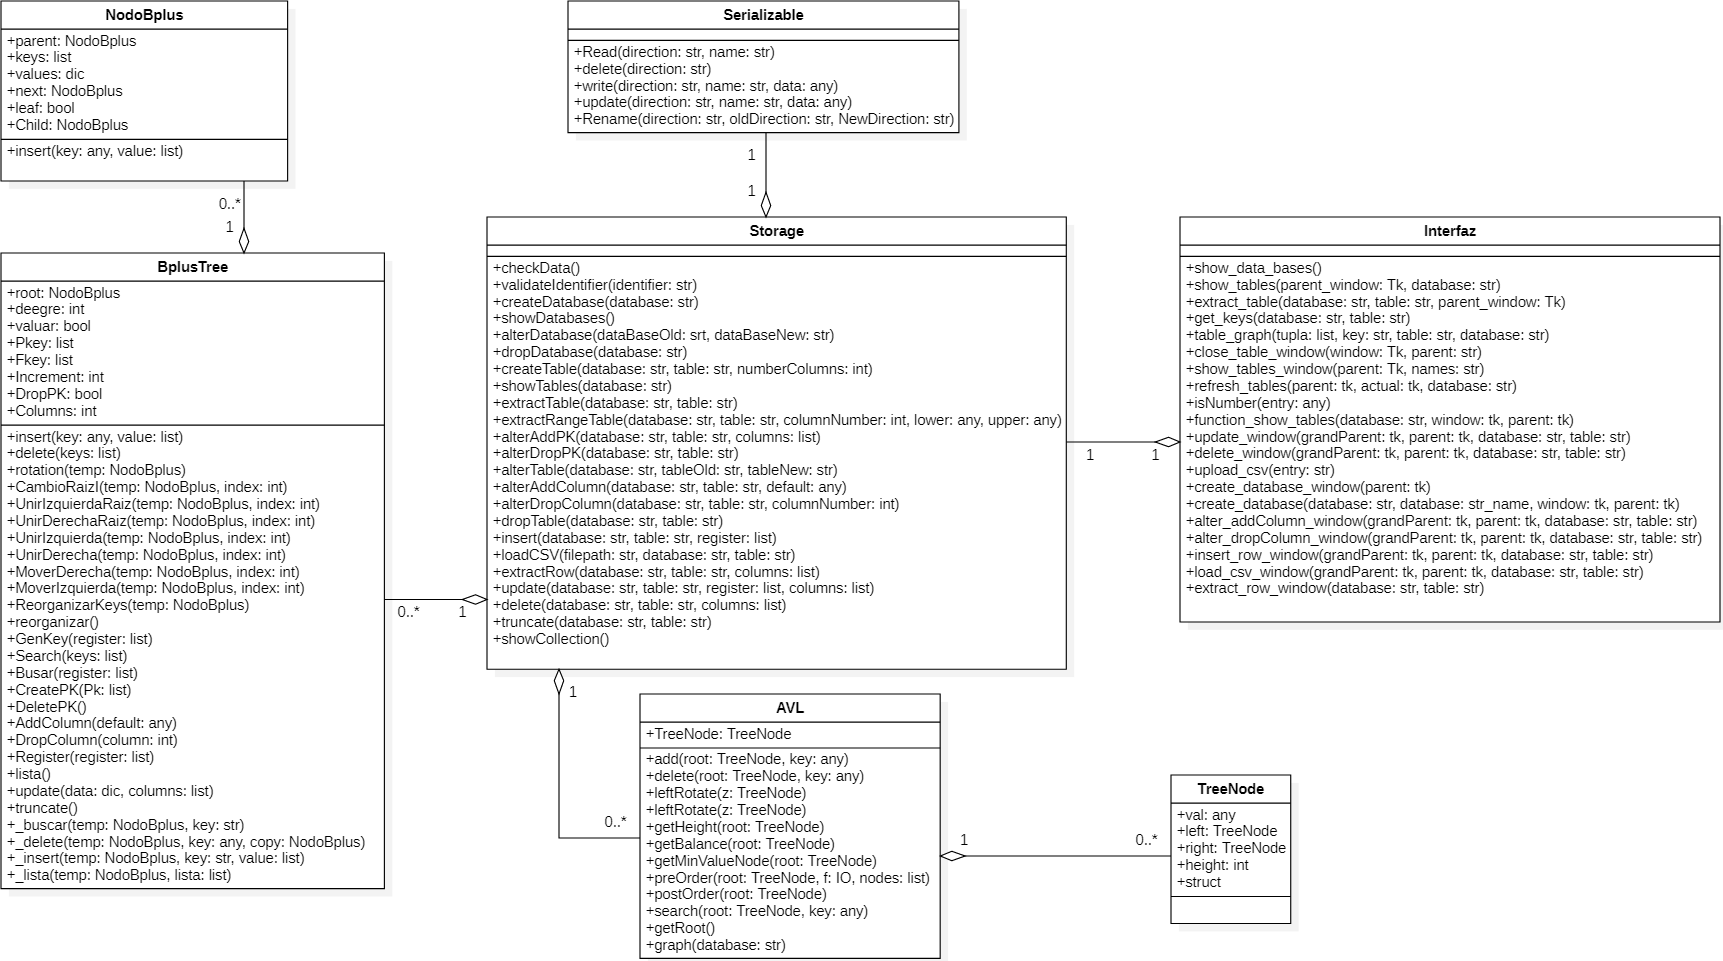 NodoBplus
+parent: NodoBplus
+keys: list
+values: dic
+next: NodoBplus
+leaf: bool
+Child: NodoBplus
+insert(key: any, value: list)
0..*
1
BplusTree
+root: NodoBplus
+deegre: int
+valuar: bool
+Pkey: list
+Fkey: list
+Increment: int
+DropPK: bool
+Columns: int
+insert(key: any, value: list)
+delete(keys: list)
+rotation(temp: NodoBplus)
+CambioRaizI(temp: NodoBplus, index: int)
+UnirIzquierdaRaiz(temp: NodoBplus, index: int)
+UnirDerechaRaiz(temp: NodoBplus, index: int)
+UnirIzquierda(temp: NodoBplus, index: int)
+UnirDerecha(temp: NodoBplus, index: int)
+MoverDerecha(temp: NodoBplus, index: int)
+MoverIzquierda(temp: NodoBplus, index: int)
+ReorganizarKeys(temp: NodoBplus)
+reorganizar()
+GenKey(register: list)
+Search(keys: list)
+Busar(register: list)
+CreatePK(Pk: list)
+DeletePK()
+AddColumn(default: any)
+DropColumn(column: int)
+Register(register: list)
+lista()
+update(data: dic, columns: list)
+truncate()
+_buscar(temp: NodoBplus, key: str)
+_delete(temp: NodoBplus, key: any, copy: NodoBplus)
+_insert(temp: NodoBplus, key: str, value: list)
+_lista(temp: NodoBplus, lista: list)
0..*
1
Serializable
+Read(direction: str, name: str)
+delete(direction: str)
+write(direction: str, name: str, data: any)
+update(direction: str, name: str, data: any)
+Rename(direction: str, oldDirection: str, NewDirection: str)
1
1
Storage
+checkData()
+validateIdentifier(identifier: str)
+createDatabase(database: str)
+showDatabases()
+alterDatabase(dataBaseOld: srt, dataBaseNew: str)
+dropDatabase(database: str)
+createTable(database: str, table: str, numberColumns: int)
+showTables(database: str)
+extractTable(database: str, table: str)
+extractRangeTable(database: str, table: str, columnNumber: int, lower: any, upper: any)
+alterAddPK(database: str, table: str, columns: list)
+alterDropPK(database: str, table: str)
+alterTable(database: str, tableOld: str, tableNew: str)
+alterAddColumn(database: str, table: str, default: any)
+alterDropColumn(database: str, table: str, columnNumber: int)
+dropTable(database: str, table: str)
+insert(database: str, table: str, register: list)
+loadCSV(filepath: str, database: str, table: str)
+extractRow(database: str, table: str, columns: list)
+update(database: str, table: str, register: list, columns: list)
+delete(database: str, table: str, columns: list)
+truncate(database: str, table: str)
+showCollection()
1
1
Interfaz
+show_data_bases()
+show_tables(parent_window: Tk, database: str)
+extract_table(database: str, table: str, parent_window: Tk)
+get_keys(database: str, table: str)
+table_graph(tupla: list, key: str, table: str, database: str)
+close_table_window(window: Tk, parent: str)
+show_tables_window(parent: Tk, names: str)
+refresh_tables(parent: tk, actual: tk, database: str)
+isNumber(entry: any)
+function_show_tables(database: str, window: tk, parent: tk)
+update_window(grandParent: tk, parent: tk, database: str, table: str)
+delete_window(grandParent: tk, parent: tk, database: str, table: str)
+upload_csv(entry: str)
+create_database_window(parent: tk)
+create_database(database: str, database: str_name, window: tk, parent: tk)
+alter_addColumn_window(grandParent: tk, parent: tk, database: str, table: str)
+alter_dropColumn_window(grandParent: tk, parent: tk, database: str, table: str)
+insert_row_window(grandParent: tk, parent: tk, database: str, table: str)
+load_csv_window(grandParent: tk, parent: tk, database: str, table: str)
+extract_row_window(database: str, table: str)
1
0..*
AVL
+TreeNode: TreeNode
+add(root: TreeNode, key: any)
+delete(root: TreeNode, key: any)
+leftRotate(z: TreeNode)
+leftRotate(z: TreeNode)
+getHeight(root: TreeNode)
+getBalance(root: TreeNode)
+getMinValueNode(root: TreeNode)
+preOrder(root: TreeNode, f: IO, nodes: list)
+postOrder(root: TreeNode)
+search(root: TreeNode, key: any)
+getRoot()
+graph(database: str)
1
0..*
TreeNode
+val: any
+left: TreeNode
+right: TreeNode
+height: int
+struct